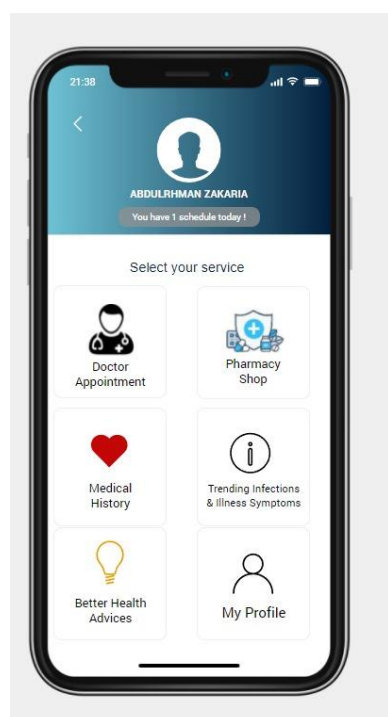 21:38
ABDULRHMAN ZAKARIA
You have 1 schedule today !
Select your service
Doctor
Appointment
Pharmacy
Shop
Medical
History
Trending Infections
& Illness Symptoms
Better Health
Advices
My Profile